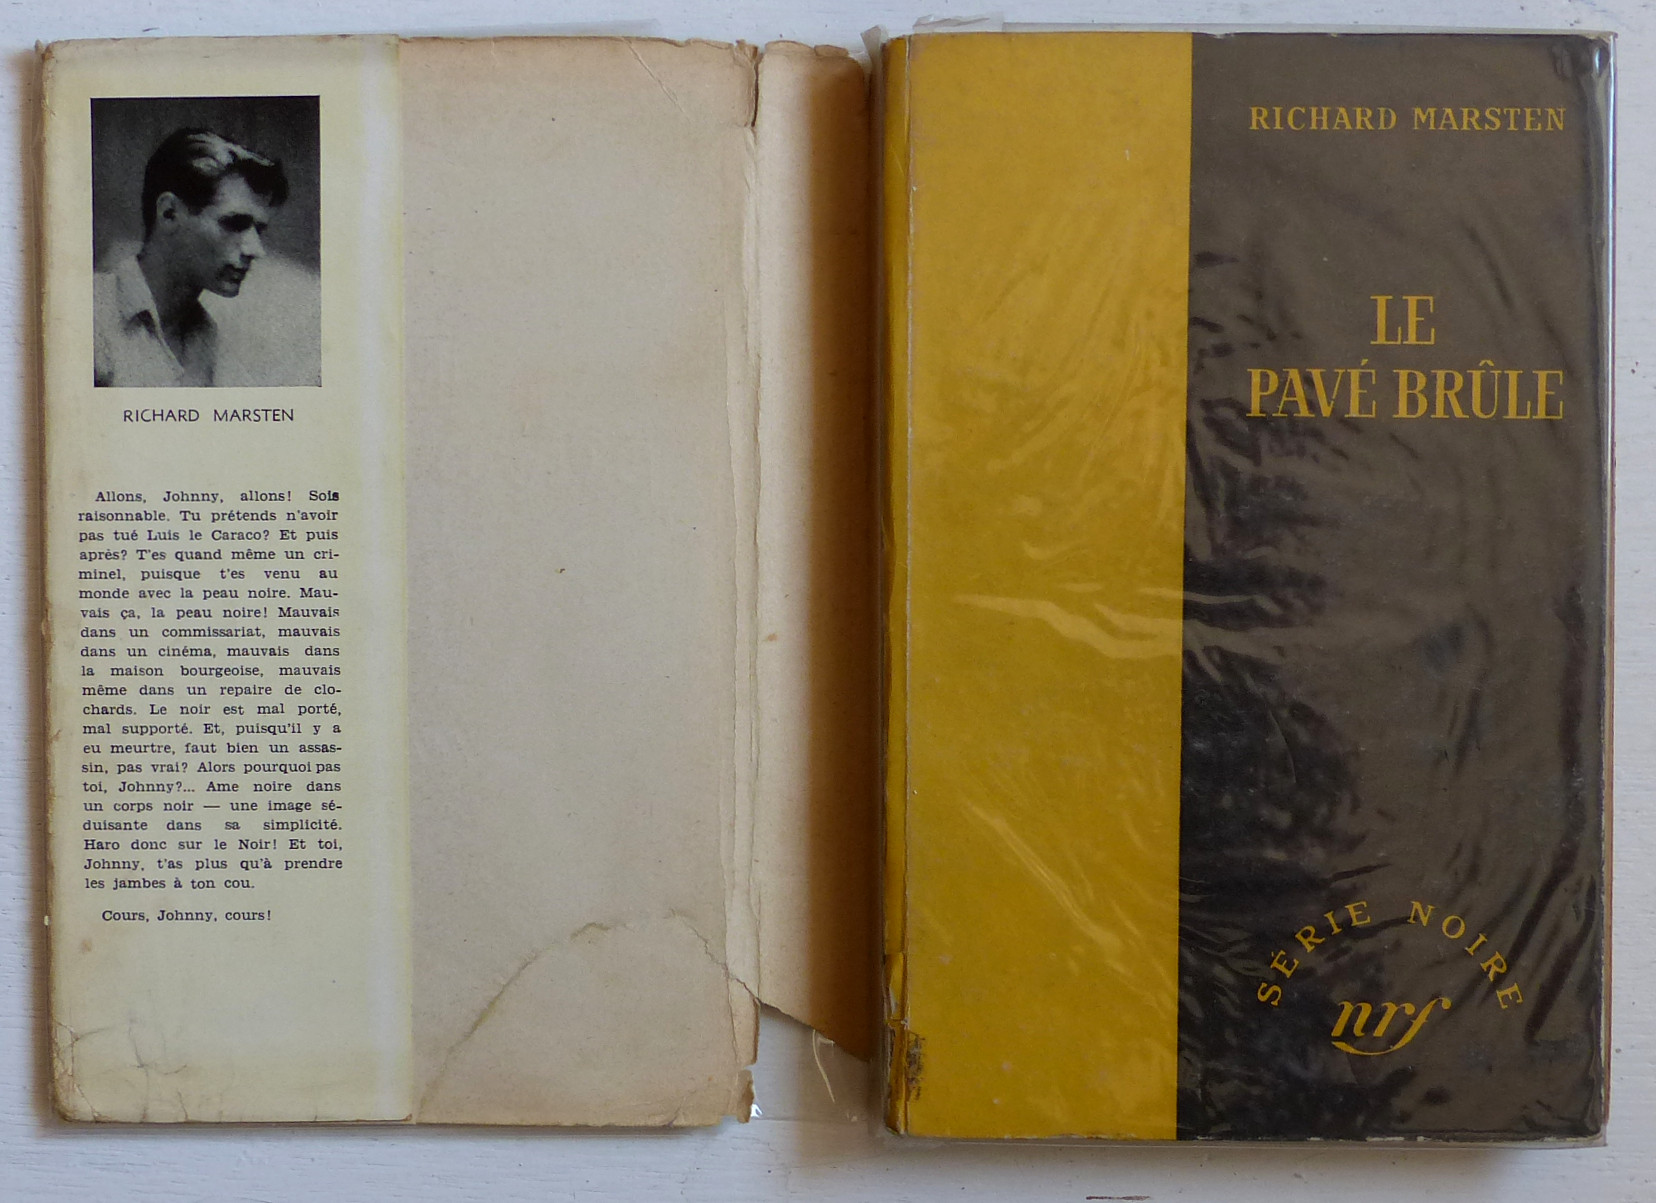 RICHARD MARSTEN
Allons, Johnny, allons! Sois
raisonnable. Tu prétends n'avoir
pas tué Luis le Caraco? Et puis
après? T'es quand même un cri-
minel, puisque t'es venu au
monde avec la peau noire. Mau-
vais ça, la peau noire! Mauvais
dans un commissariat, mauvais
dans un cinéma, mauvais dans
la maison bourgeoise, mauvais
même dans un repaire de clo-
chards. Le noir est mal porté,
mal supporté. Et, puisqu'il y a
eu meurtre, faut bien un assas-
sin, pas vrai? Alors pourquoi pas
toi, Johnny?... Ame noire dans
un corps noir — une image sé-
duisante dans sa simplicité.
Haro donc sur le Noir! Et toi,
Johnny, t'as plus qu'à prendre
les jambes à ton cou.
Cours, Johnny, cours!
RICHARD MARSTEN
LE
PAVÉ BRÛLE
SÉRIE NOIRE
nrf